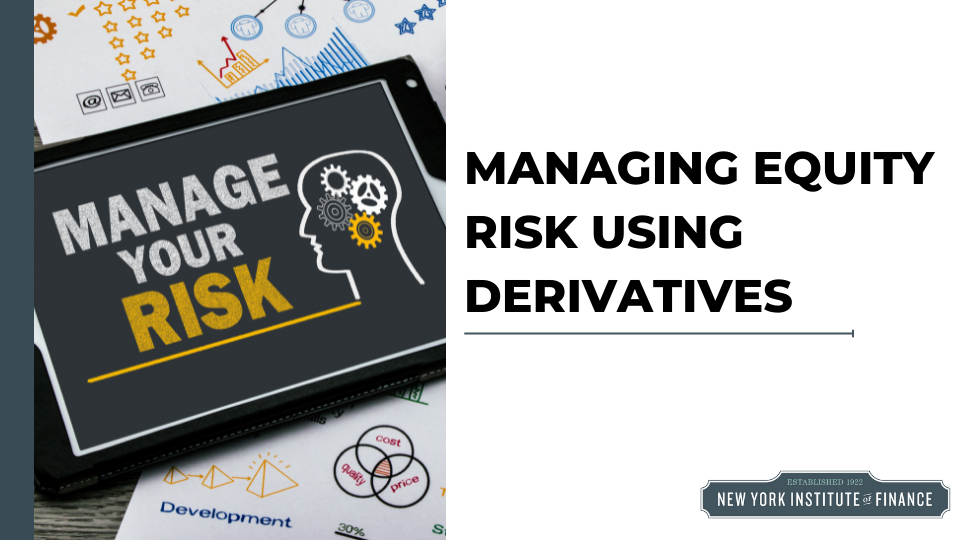 @
MANAGE
YOUR
RISK
cost
quality
price
Development
30%
MANAGING EQUITY
RISK USING
DERIVATIVES
ESTABLISHED 1922
NEW YORK INSTITUTE of FINANCE